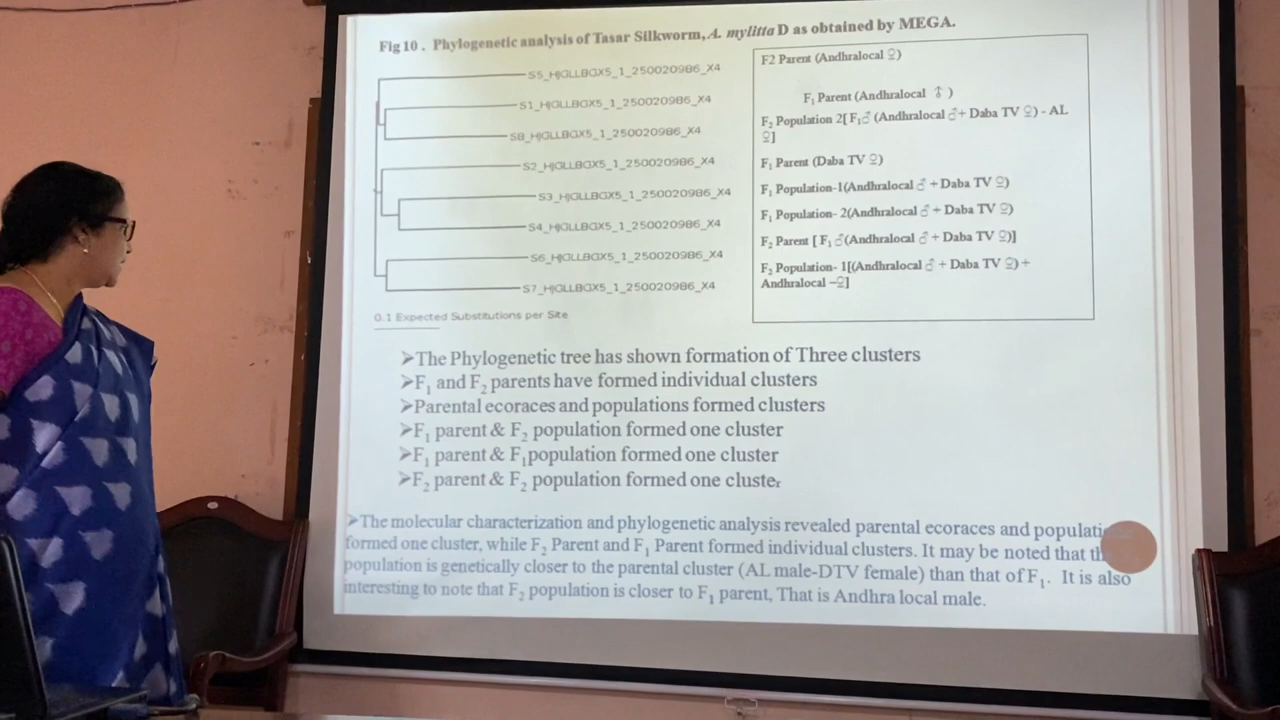 Fig 10 . Phylogenetic analysis of Tasar Silkworm, A. mylitta D as obtained by MEGA.
S5_HJGLLBGX5_1_250020986_X4
S1_HJGLLBGX5_1_250020986_X4
S8_HJGLLBGX5_1_250020986_X4
S2_HJGLLBGX5_1_250020986_X4
S3_HJGLLBGX5_1_250020986_X4
S4_HJGLLBGX5_1_250020986_X4
S6_HJGLLBGX5_1_250020986_X4
S7_HJGLLBGX5_1_250020986_X4
0.1 Expected Substitutions per Site
F2 Parent (Andhralocal ♀)
F₁ Parent (Andhralocal ♂)
F₂ Population 2[ F₁♂ (Andhralocal ♂+ Daba TV ♀) - AL
♀]
F₁ Parent (Daba TV ♀)
F₁ Population-1(Andhralocal ♂ + Daba TV ♀)
F₁ Population- 2(Andhralocal ♂ + Daba TV ♀)
F₂ Parent [ F₁ ♂(Andhralocal ♂ + Daba TV ♀)]
F₂ Population- 1[(Andhralocal ♂ + Daba TV ♀) +
Andhralocal –♀]
➢The Phylogenetic tree has shown formation of Three clusters
➢F₁ and F₂ parents have formed individual clusters
➢Parental ecoraces and populations formed clusters
➢F₁ parent & F₂ population formed one cluster
➢F₁ parent & F₁population formed one cluster
➢F₂ parent & F₂ population formed one cluster
➢The molecular characterization and phylogenetic analysis revealed parental ecoraces and
formed one cluster, while F₂ Parent and F₁ Parent formed individual clusters. It may be noted that
population is genetically closer to the parental cluster (AL male-DTV female) than that of F₁. It is also
interesting to note that F₂ population is closer to F₁ parent, That is Andhra local male.